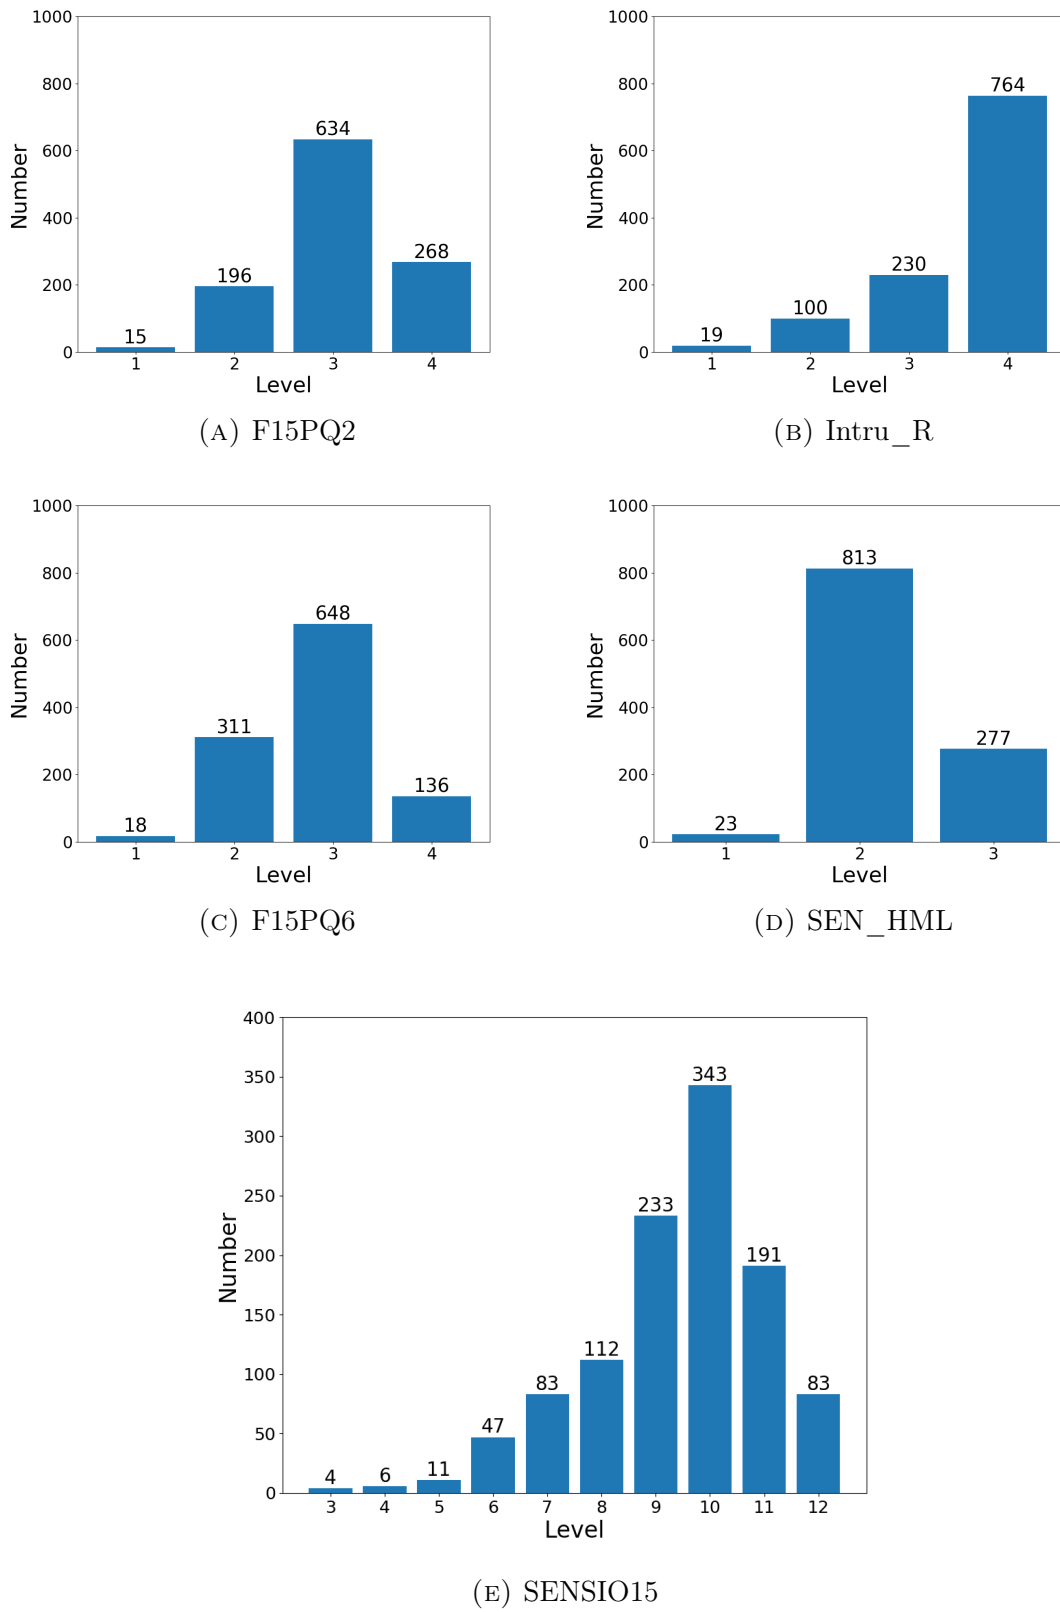 1000
800
600
400
200
0
Number
15
196
634
268
1 2 3 4
Level
(A) F15PQ2
1000
800
600
400
200
0
Number
19
100
230
764
1 2 3 4
Level
(B) Intru_R
1000
800
600
400
200
0
Number
18
311
648
136
1 2 3 4
Level
(C) F15PQ6
1000
800
600
400
200
0
Number
23
813
277
1 2 3
Level
(D) SEN_HML
400
350
300
250
200
150
100
50
0
Number
4
6
11
47
83
112
233
343
191
83
3 4 5 6 7 8 9 10 11 12
Level
(E) SENSIO15